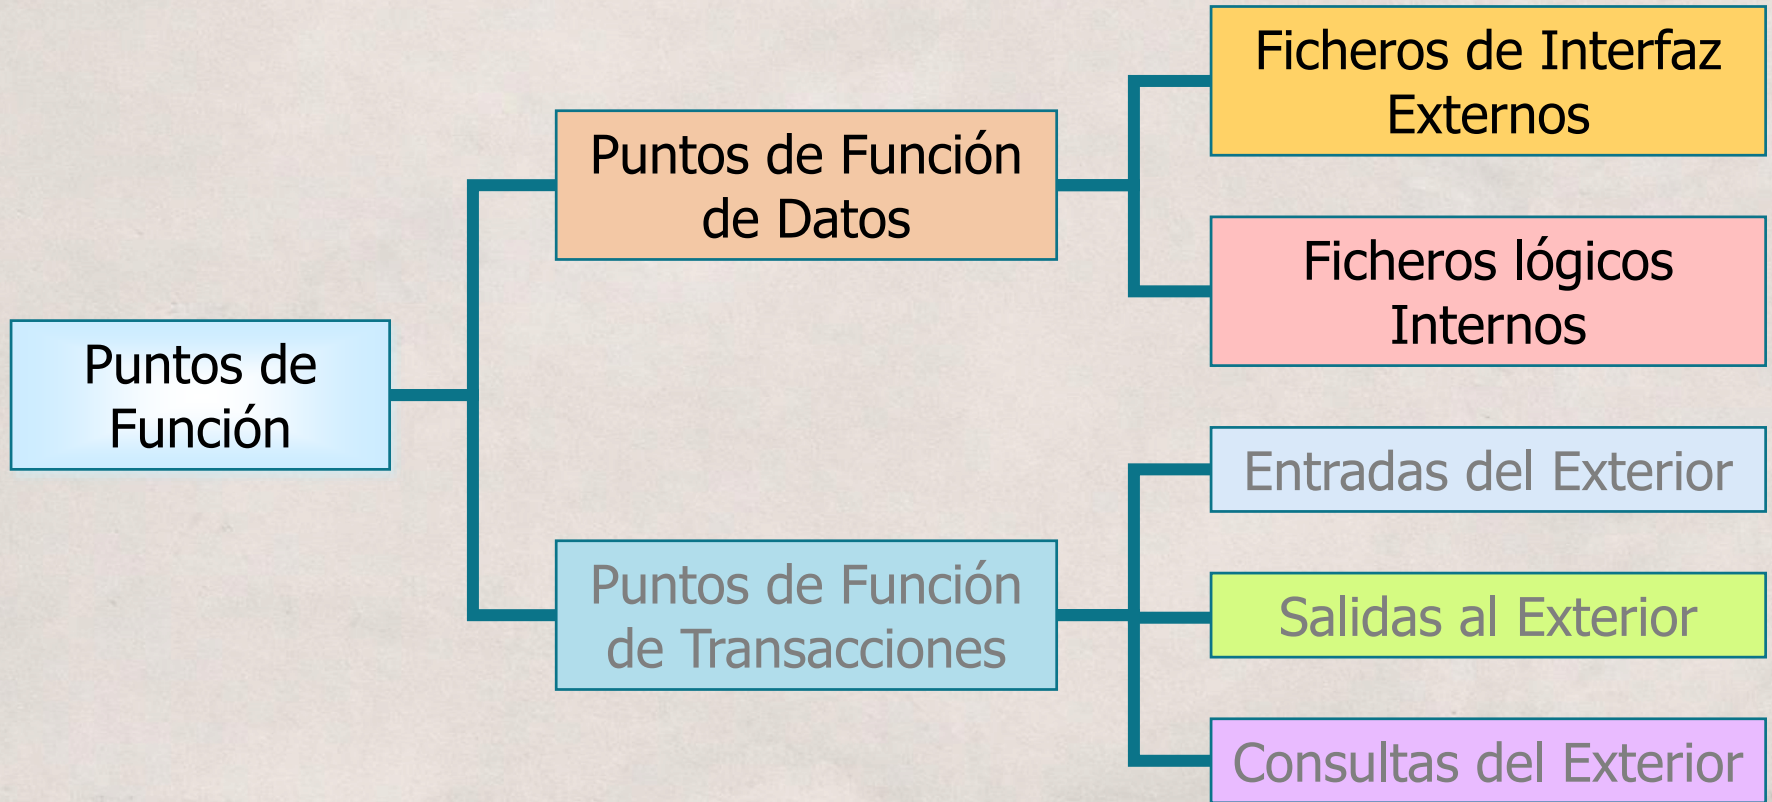 Puntos de
Función
Puntos de Función
de Datos
Ficheros de Interfaz
Externos
Ficheros lógicos
Internos
Puntos de Función
de Transacciones
Entradas del Exterior
Salidas al Exterior
Consultas del Exterior